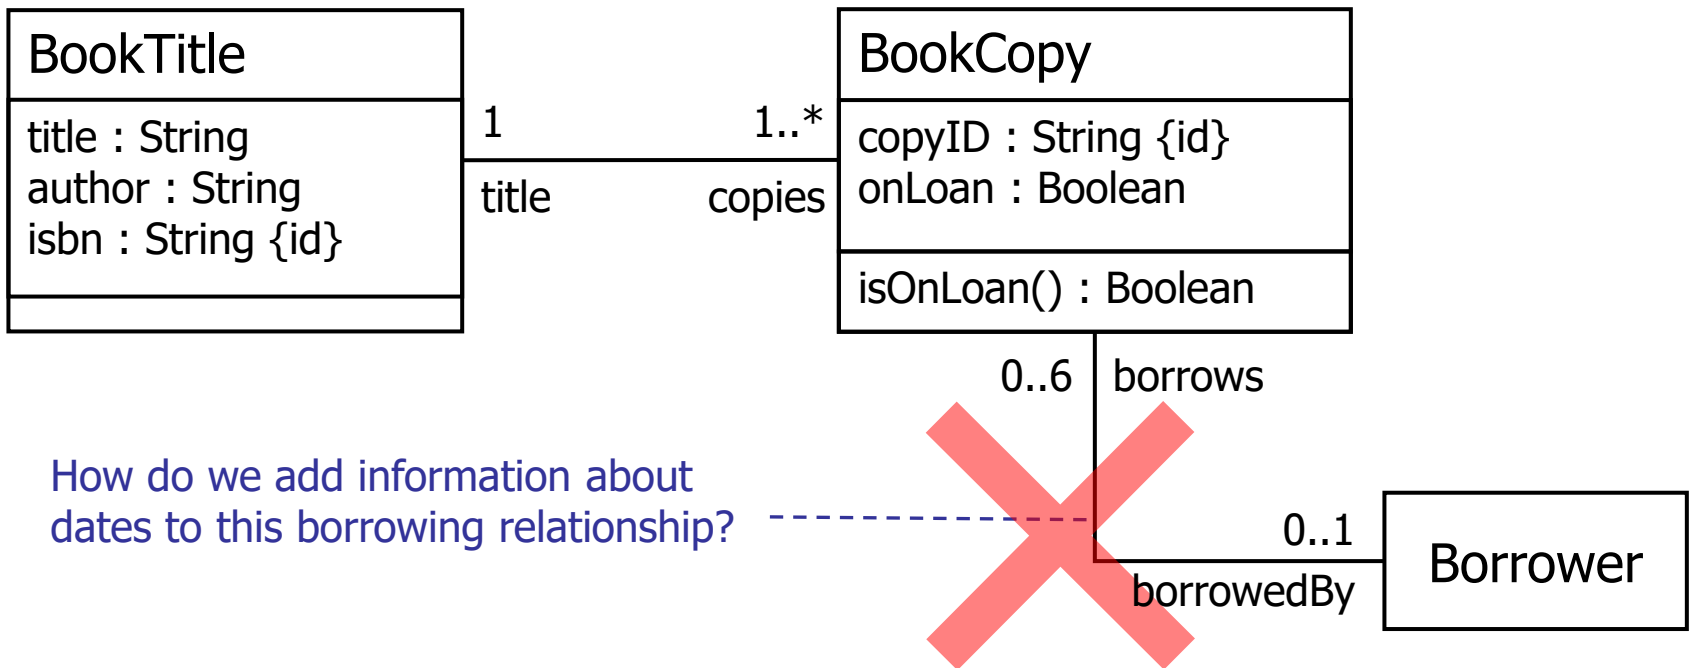 BookTitle
title : String
author : String
isbn : String {id}
1
1..*
title
copies
BookCopy
copyID : String {id}
onLoan : Boolean
isOnLoan() : Boolean
0..6
borrows
How do we add information about
dates to this borrowing relationship?
0..1
borrowedBy
Borrower